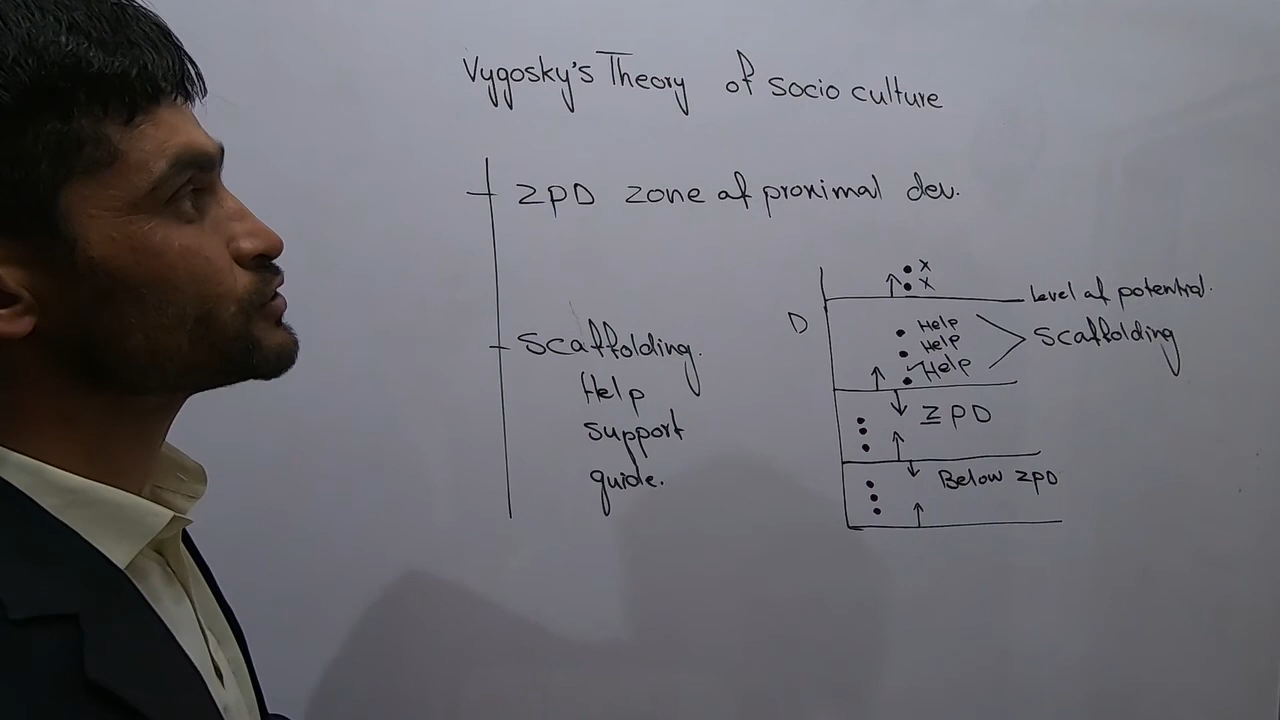 Vygosky's Theory of socio culture
ZPD zone of proximal dev.
Scaffolding.
Help
support
guide.
x
x
level of potential.
D
Help
Help
Help
Scaffolding
ZPD
Below ZPD